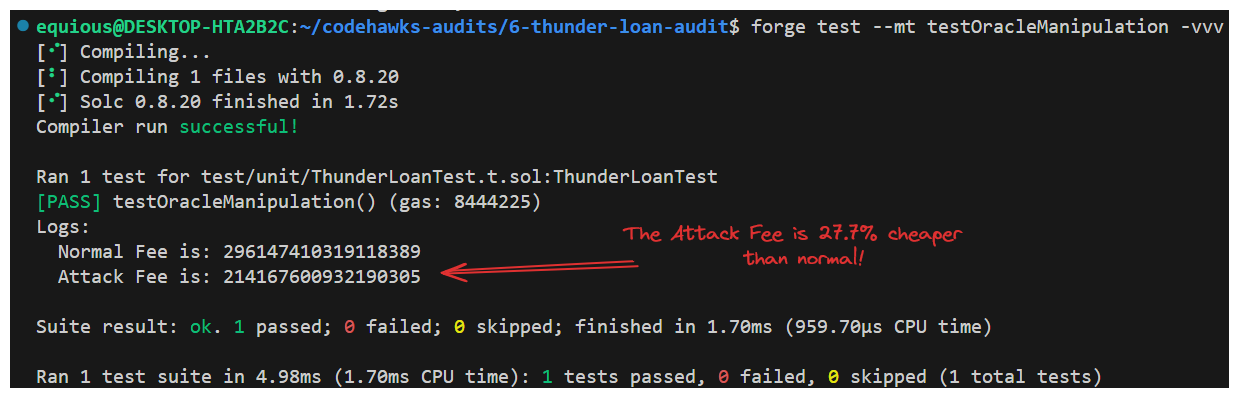 equious@DESKTOP-HTA2B2C:~/codehawks-audits/6-thunder-loan-audit$ forge test --mt testOracleManipulation -vvv
[⠊] Compiling...
[⠃] Compiling 1 files with 0.8.20
[⠊] Solc 0.8.20 finished in 1.72s
Compiler run successful!
Ran 1 test for test/unit/ThunderLoanTest.t.sol:ThunderLoanTest
[PASS] testOracleManipulation() (gas: 8444225)
Logs:
Normal Fee is: 296147410319118389
Attack Fee is: 214167600932190305
The Attack Fee is 27.7% cheaper
than normal!
Suite result: ok. 1 passed; 0 failed; 0 skipped; finished in 1.70ms (959.70µs CPU time)
Ran 1 test suite in 4.98ms (1.70ms CPU time): 1 tests passed, 0 failed, 0 skipped (1 total tests)